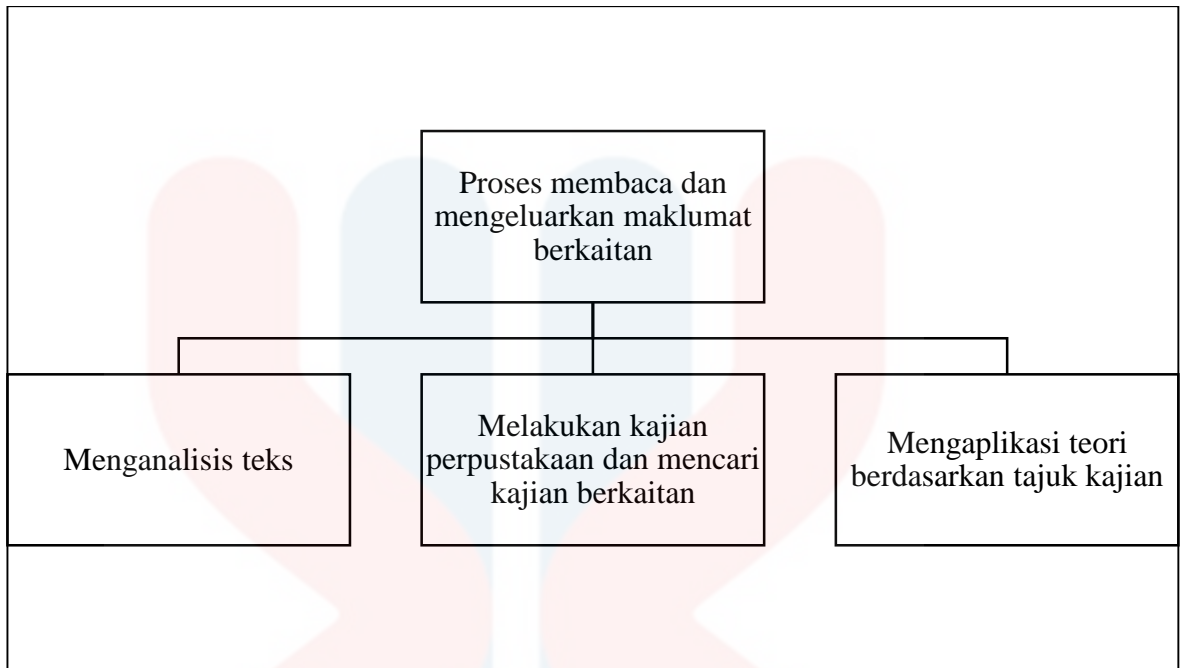 Proses membaca dan
mengeluarkan maklumat
berkaitan
Menganalisis teks
Melakukan kajian
perpustakaan dan mencari
kajian berkaitan
Mengaplikasi teori
berdasarkan tajuk kajian